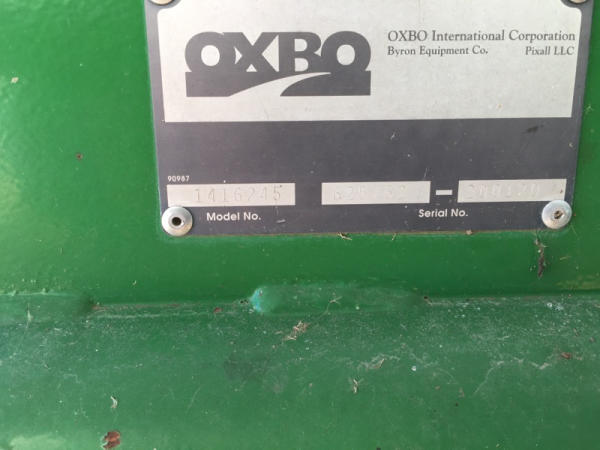 OXBO
OXBO International Corporation
Byron Equipment Co. Pixall LLC
90987
1416245
Model No. Serial No.